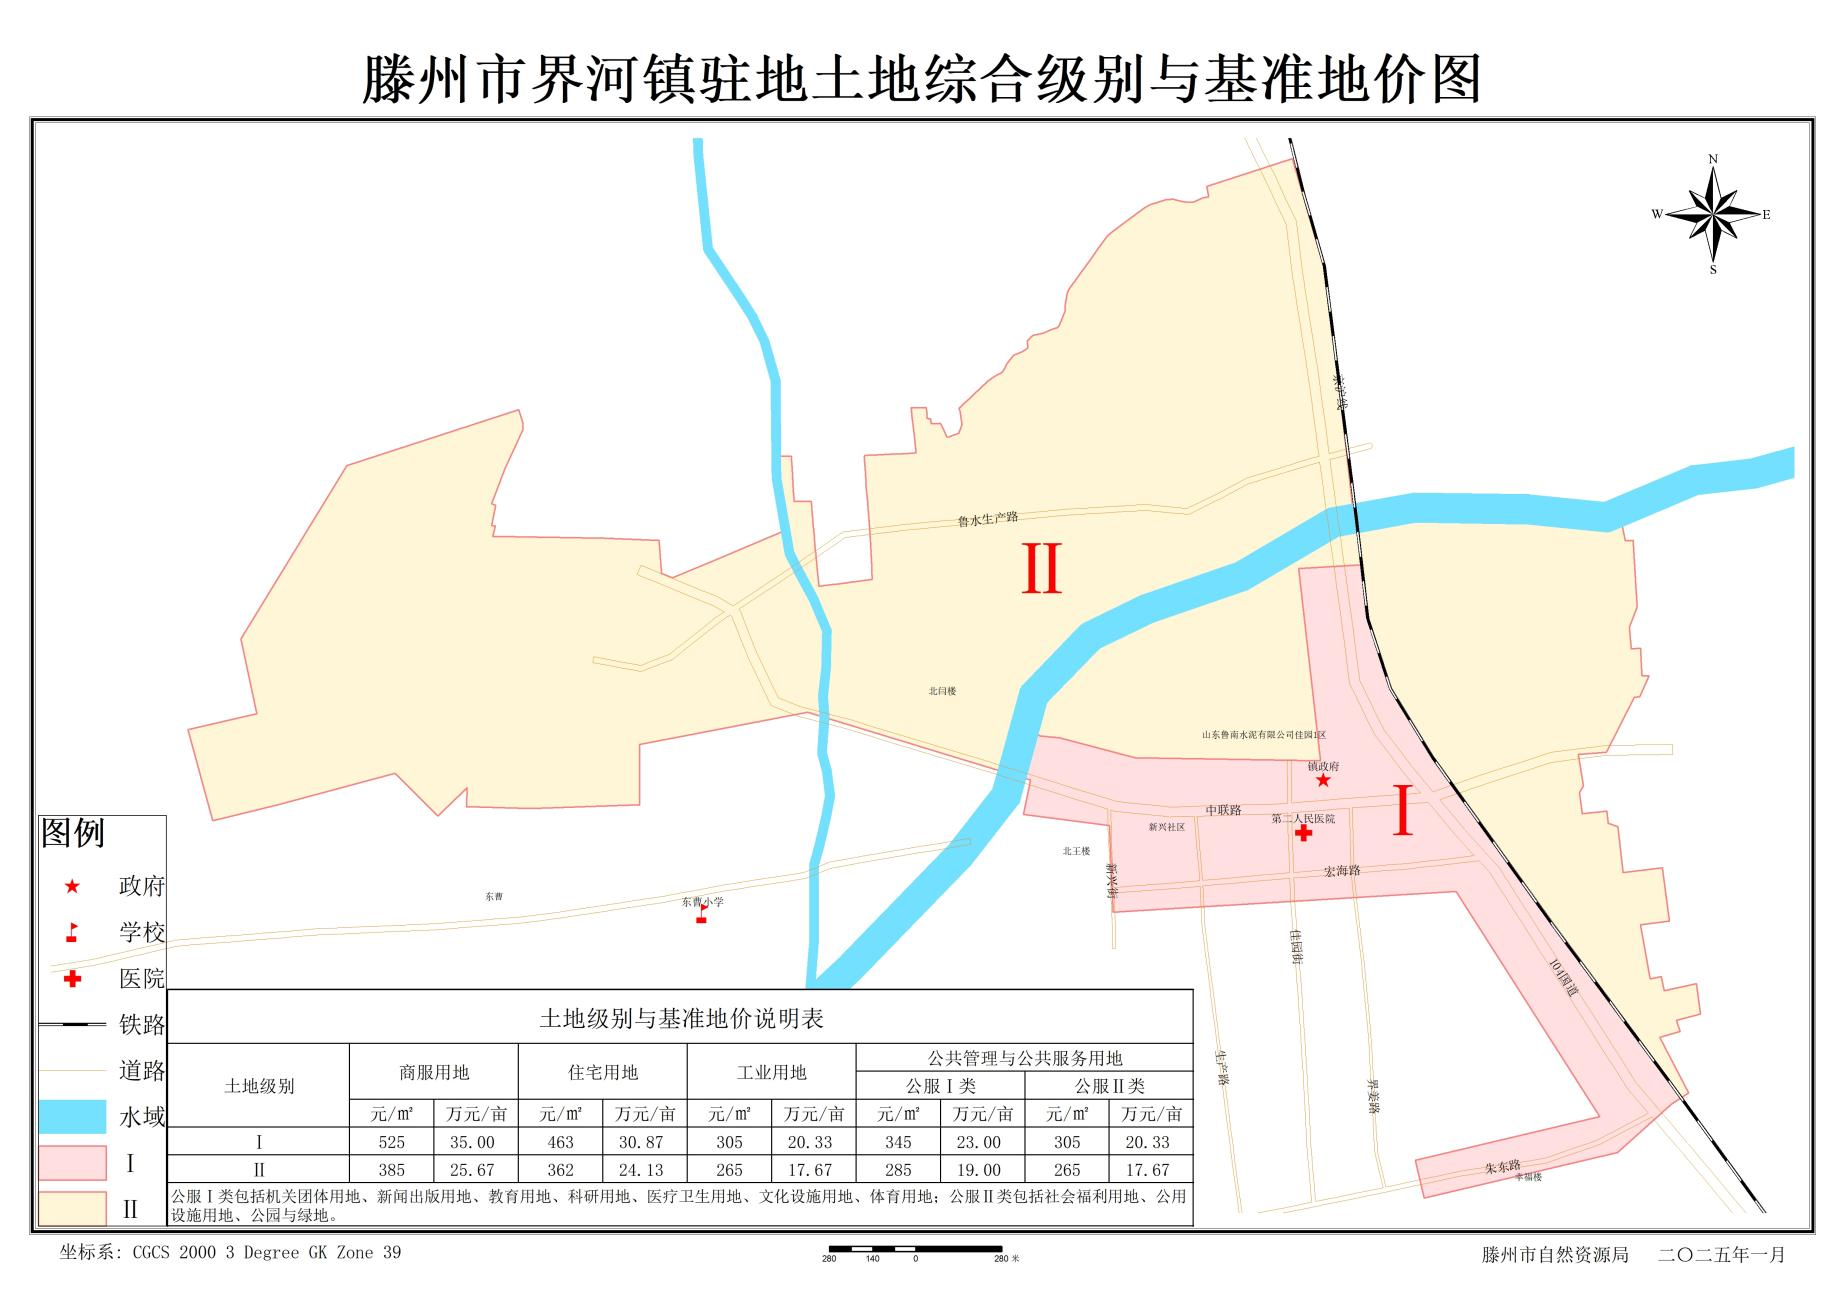 滕州市界河镇驻地土地综合级别与基准地价图
N
W
E
S
京沪线
鲁水生产路
II
北闫楼
山东鲁南水泥有限公司佳园1区
镇政府
I
中联路
第二人民医院
新兴社区
北王楼
宏海路
新兴街
东曹
东曹小学
佳园街
104国道
生产路
界娄路
朱东路
幸福楼
图例
政府
学校
医院
铁路
道路
水域
I
II
土地级别与基准地价说明表
土地级别 商服用地 住宅用地 工业用地 公共管理与公共服务用地
公服Ⅰ类 公服Ⅱ类
元/㎡ 万元/亩 元/㎡ 万元/亩 元/㎡ 万元/亩 元/㎡ 万元/亩 元/㎡ 万元/亩
Ⅰ 525 35.00 463 30.87 305 20.33 345 23.00 305 20.33
Ⅱ 385 25.67 362 24.13 265 17.67 285 19.00 265 17.67
公服Ⅰ类包括机关团体用地、新闻出版用地、教育用地、科研用地、医疗卫生用地、文化设施用地、体育用地；公服Ⅱ类包括社会福利用地、公用
设施用地、公园与绿地。
坐标系: CGCS 2000 3 Degree GK Zone 39
280 140 0 280 米
滕州市自然资源局 二〇二五年一月